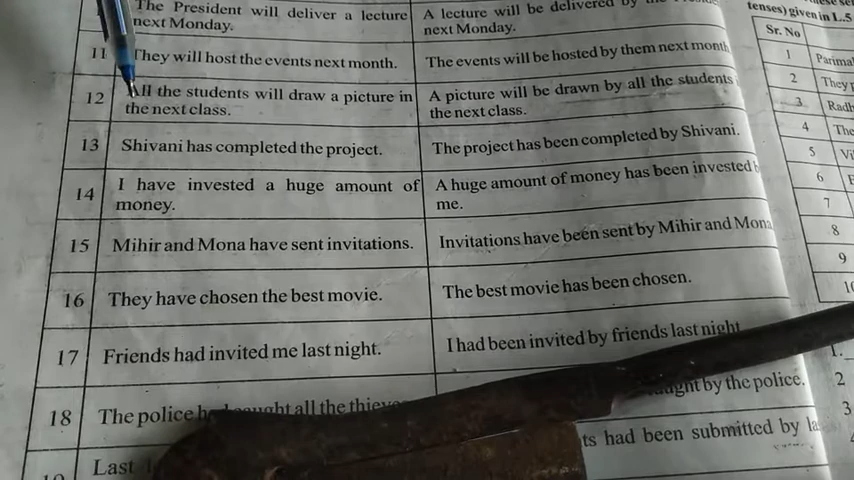 The President will deliver a lecture
next Monday.
A lecture will be delivered by
next Monday.
11 They will host the events next month.
The events will be hosted by them next month
12 All the students will draw a picture in
the next class.
A picture will be drawn by all the students
the next class.
13 Shivani has completed the project.
The project has been completed by Shivani.
14 I have invested a huge amount of
money.
A huge amount of money has been invested
me.
15 Mihir and Mona have sent invitations.
Invitations have been sent by Mihir and Mona
16 They have chosen the best movie.
The best movie has been chosen.
17 Friends had invited me last night.
I had been invited by friends last night
18 The police all the
by the police.
Last
had been submitted by
tenses) given in L.5
Sr. No
1
2 They
3
4 The
5
6
7
8
9
1.
2
3